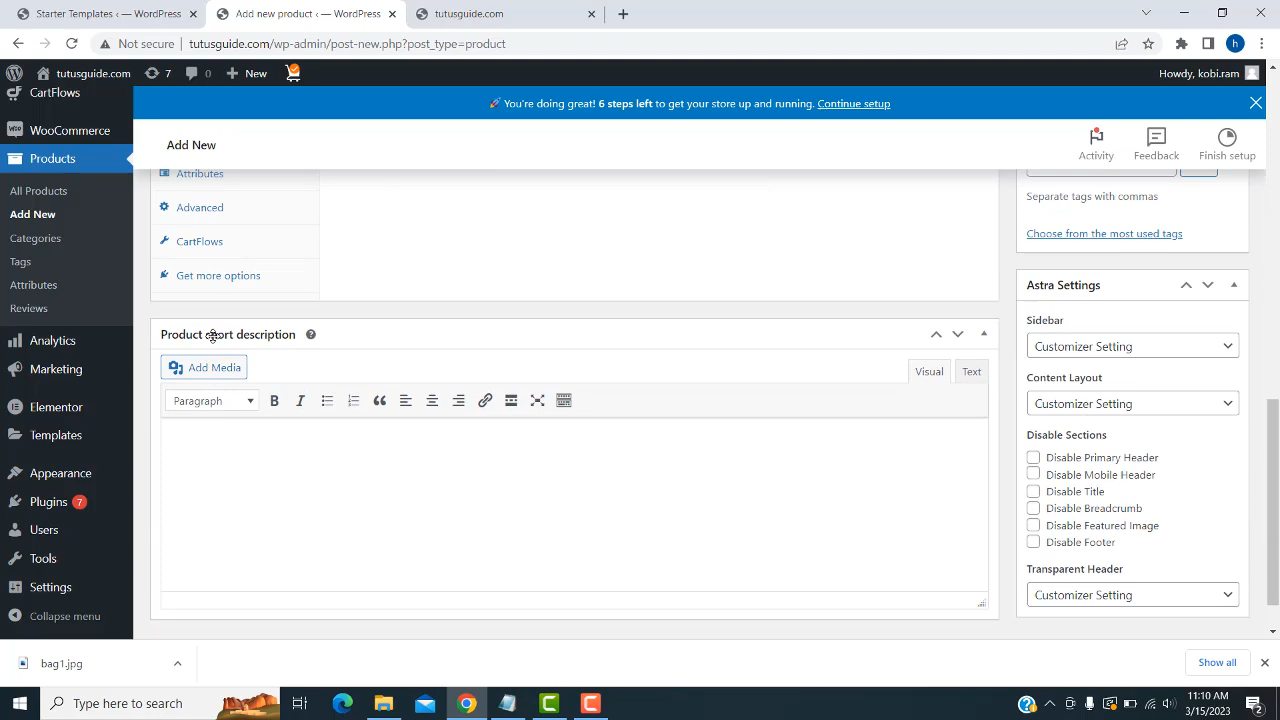 Starter Templates ‹ — WordPress
Add new product ‹ — WordPress
tutusguide.com
Not secure
tutusguide.com/wp-admin/post-new.php?post_type=product
h
tutusguide.com
7
0
New
Howdy, kobi.ram
CartFlows
WooCommerce
Products
All Products
Add New
Categories
Tags
Attributes
Reviews
Analytics
Marketing
Elementor
Templates
Appearance
Plugins 7
Users
Tools
Settings
Collapse menu
🚀 You're doing great! 6 steps left to get your store up and running. Continue setup
Add New
Activity
Feedback
Finish setup
Attributes
Advanced
CartFlows
Get more options
Product short description
Add Media
Visual
Text
Paragraph
B
I
Separate tags with commas
Choose from the most used tags
Astra Settings
Sidebar
Customizer Setting
Content Layout
Customizer Setting
Disable Sections
Disable Primary Header
Disable Mobile Header
Disable Title
Disable Breadcrumb
Disable Featured Image
Disable Footer
Transparent Header
Customizer Setting
bag1.jpg
Show all
Type here to search
11:10 AM
3/15/2023
2